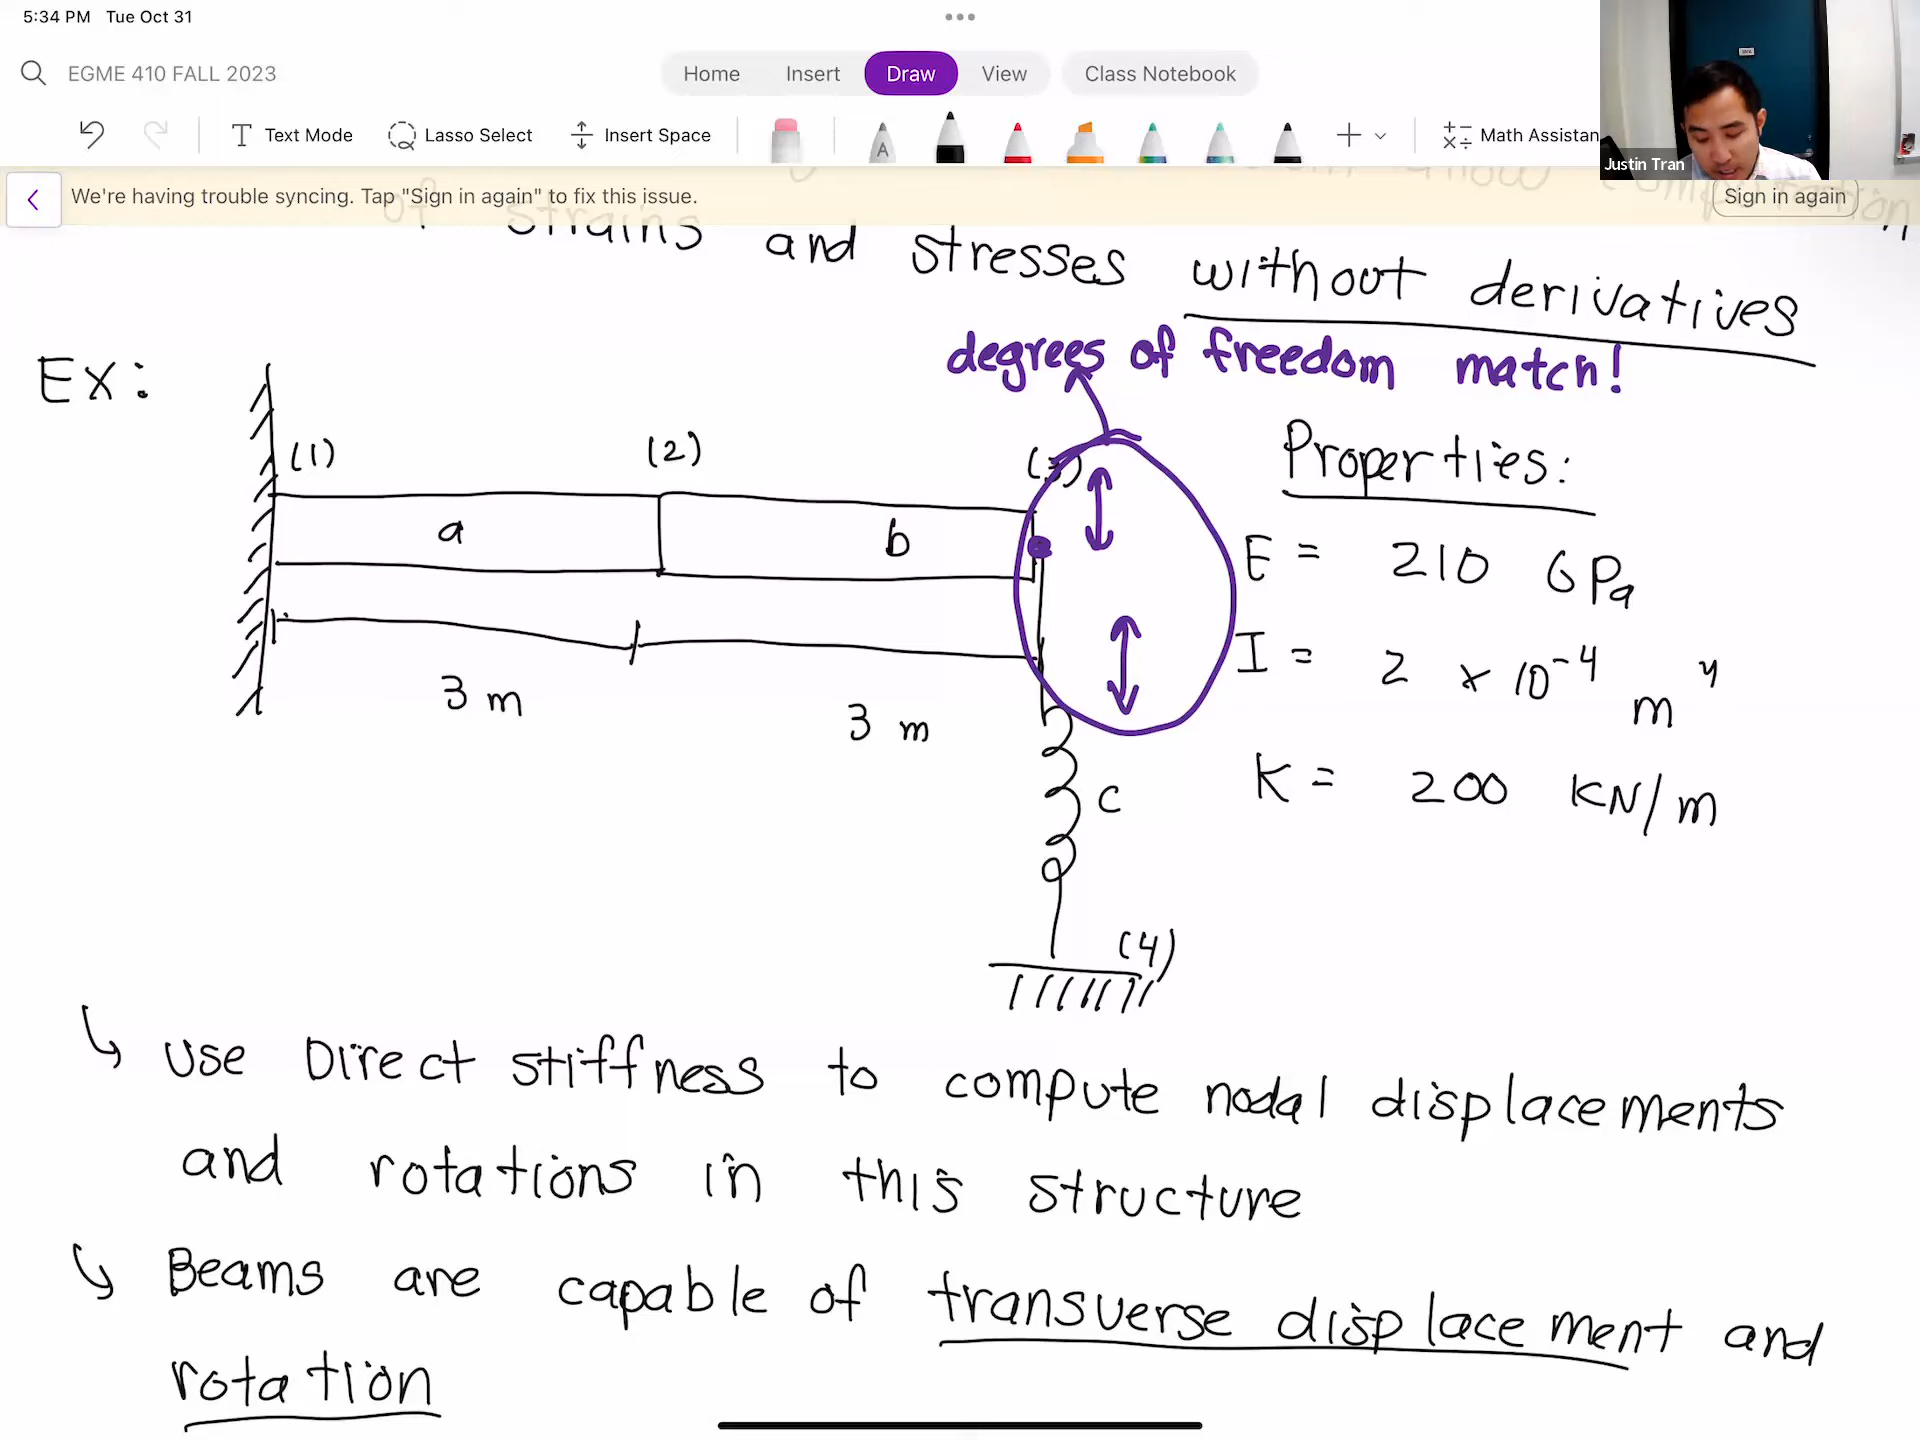 5:34 PM Tue Oct 31
EGME 410 FALL 2023
Home Insert Draw View Class Notebook
Text Mode Lasso Select Insert Space A Math Assistan
Justin Tran
We're having trouble syncing. Tap "Sign in again" to fix this issue. Sign in again
of strains and stresses without derivatives
degrees of freedom match!
Ex:
(1) (2) (3)
Properties:
a b
E = 210 GPa
I = 2 x 10⁻⁴ m⁴
3 m 3 m
K = 200 KN/m
C
(4)
↳ Use Direct stiffness to compute nodal displacements
and rotations in this structure
↳ Beams are capable of transverse displacement and
rotation